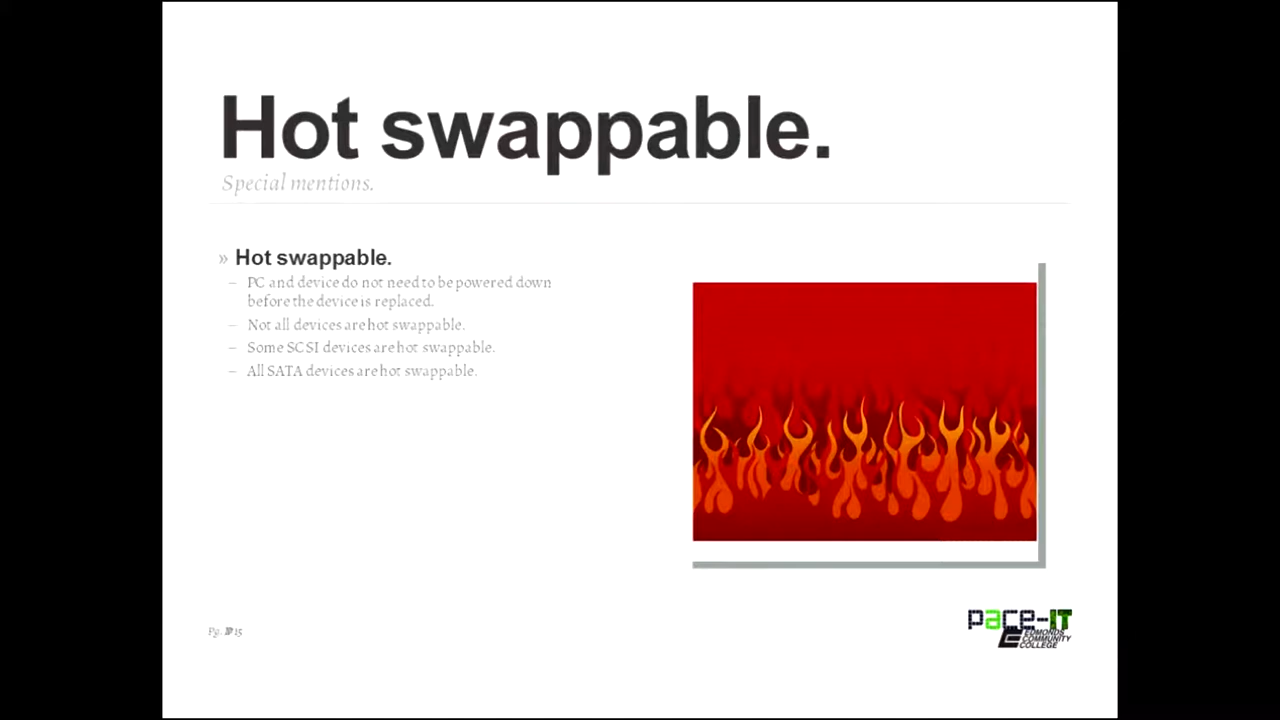 Hot swappable.
Special mentions.
» Hot swappable.
– PC and device do not need to be powered down
before the device is replaced.
– Not all devices are hot swappable.
– Some SCSI devices are hot swappable.
– All SATA devices are hot swappable.
Pg. 15
pace-IT
EDMONDS
COMMUNITY
COLLEGE